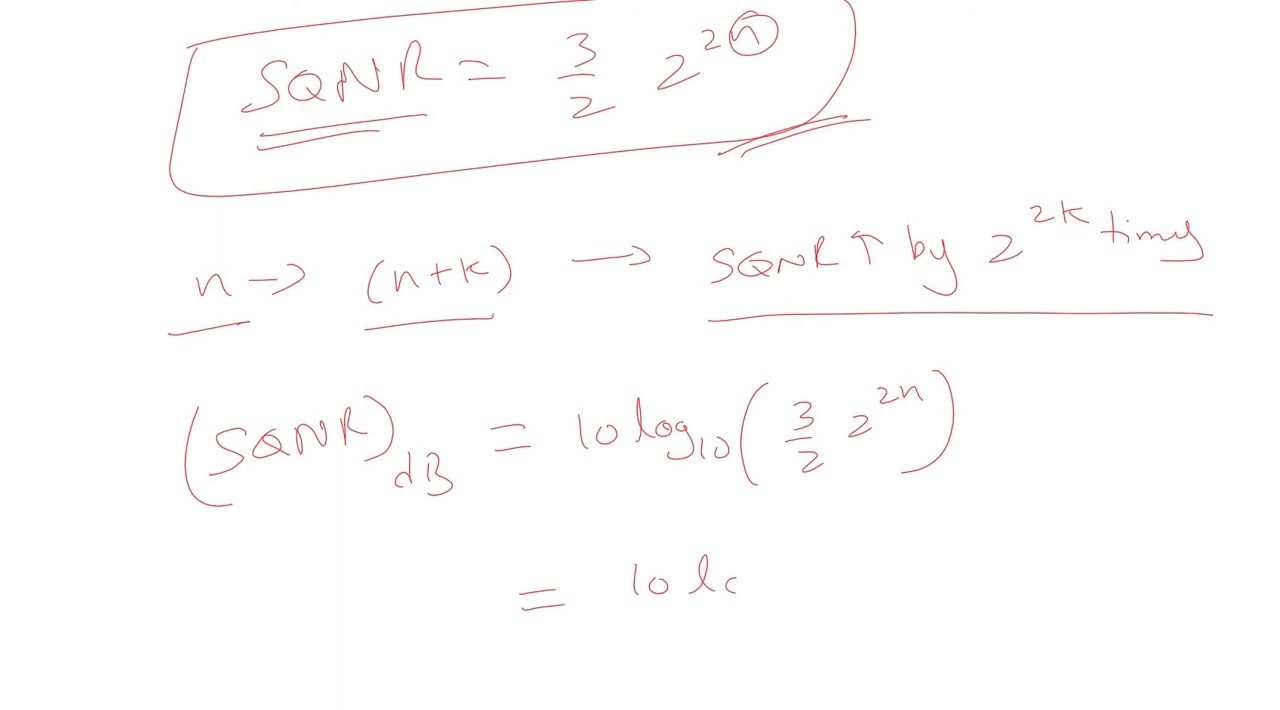 SQNR = 3/2 2^2n
n → (n+k) → SQNR ↑ by 2^2k times
(SQNR)dB = 10 log10 (3/2 2^2n)
= 10 lo